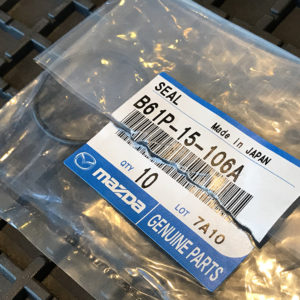 SEAL
Made in JAPAN
B61P-15-106A
QTY
10
LOT
7A10
mazda
GENUINE PARTS